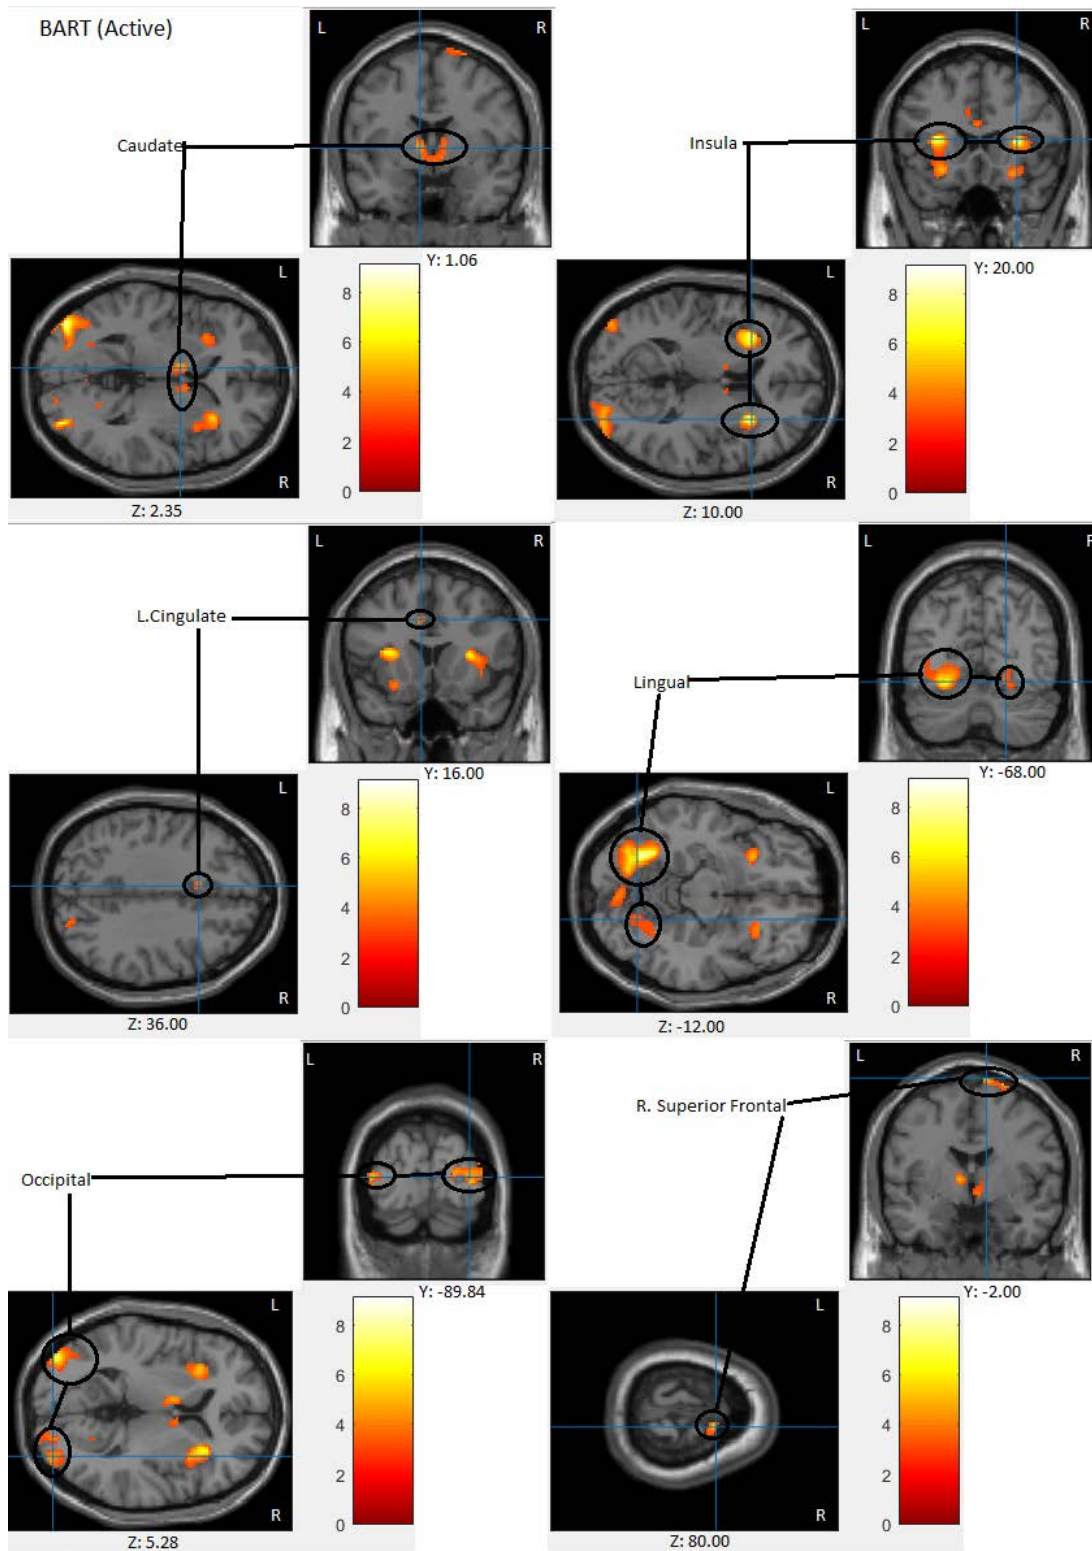 BART (Active)
L R
Caudate
Y: 1.06
L
R
8
6
4
2
0
Z: 2.35
L R
Insula
Y: 20.00
L
R
8
6
4
2
0
Z: 10.00
L R
L.Cingulate
Y: 16.00
L
R
8
6
4
2
0
Z: 36.00
L R
Lingual
Y: -68.00
L
R
8
6
4
2
0
Z: -12.00
L R
Occipital
Y: -89.84
L
R
8
6
4
2
0
Z: 5.28
L R
R. Superior Frontal
Y: -2.00
L
R
8
6
4
2
0
Z: 80.00